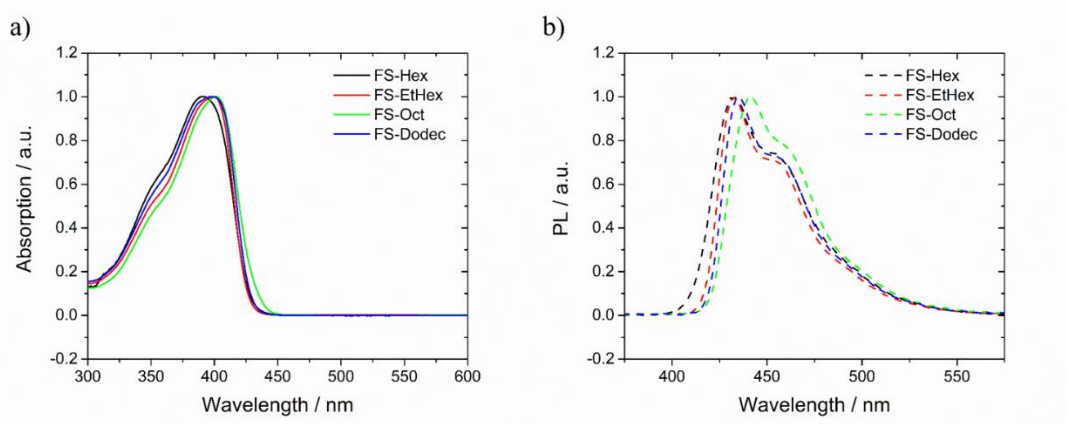 a)
1.2
1.0
0.8
0.6
0.4
0.2
0.0
-0.2
Absorption / a.u.
FS-Hex
FS-EtHex
FS-Oct
FS-Dodec
300 350 400 450 500 550 600
Wavelength / nm
b)
1.2
1.0
0.8
0.6
0.4
0.2
0.0
-0.2
PL / a.u.
FS-Hex
FS-EtHex
FS-Oct
FS-Dodec
400 450 500 550
Wavelength / nm